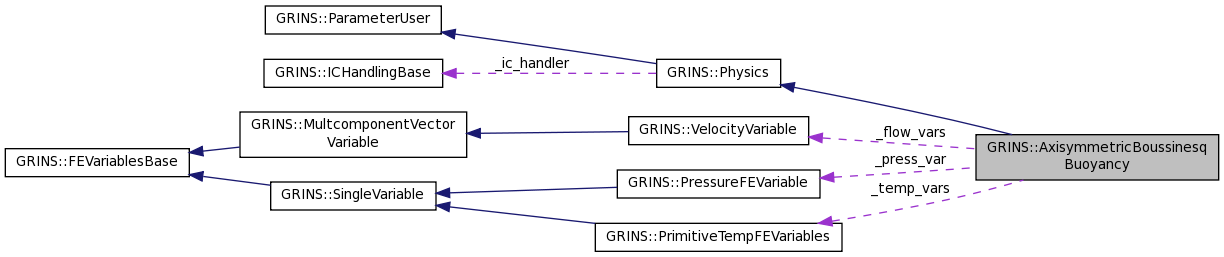 GRINS::ParameterUser
_ic_handler
GRINS::ICHandlingBase
GRINS::Physics
GRINS::MultcomponentVector
Variable
GRINS::VelocityVariable
_flow_vars
GRINS::AxisymmetricBoussinesq
Buoyancy
GRINS::FEVariablesBase
_press_var
GRINS::SingleVariable
GRINS::PressureFEVariable
_temp_vars
GRINS::PrimitiveTempFEVariables